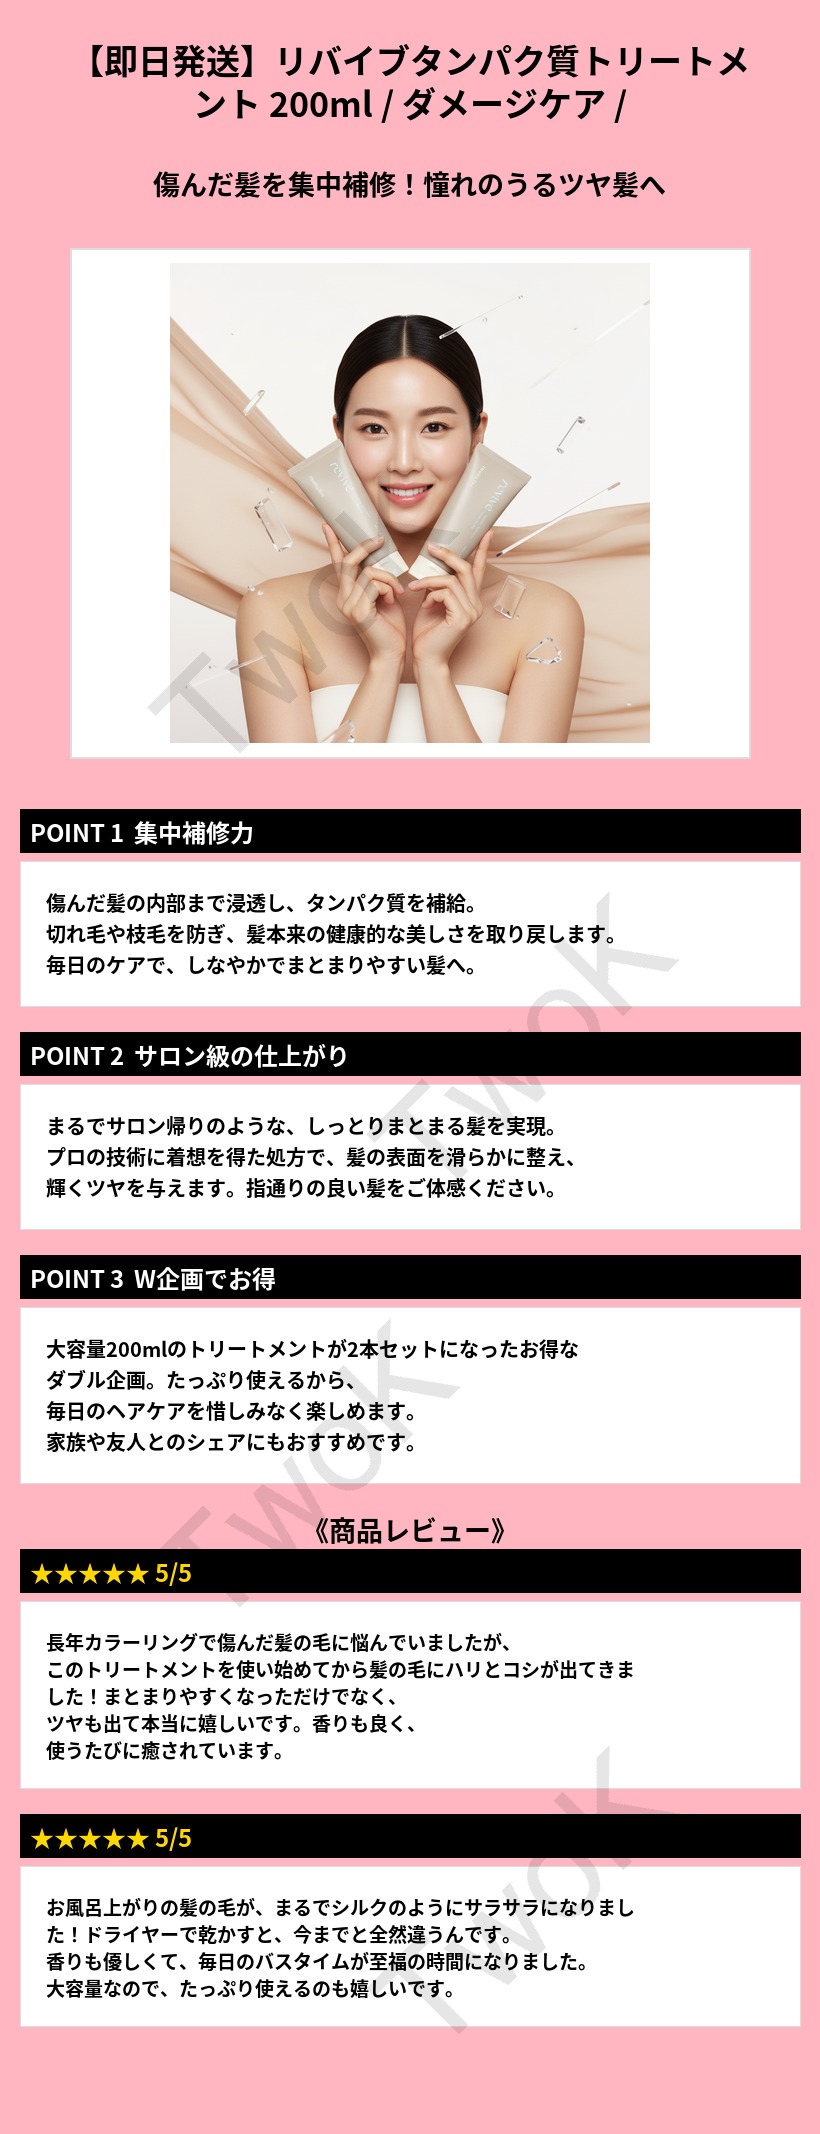 【即日発送】リバイブタンパク質トリートメ
ント 200ml / ダメージケア /
傷んだ髪を集中補修！憧れのうるツヤ髪へ
revive
revive
TwoK
POINT 1 集中補修力
傷んだ髪の内部まで浸透し、タンパク質を補給。
切れ毛や枝毛を防ぎ、髪本来の健康的な美しさを取り戻します。
毎日のケアで、しなやかでまとまりやすい髪へ。
TwoK
POINT 2 サロン級の仕上がり
まるでサロン帰りのような、しっとりまとまる髪を実現。
プロの技術に着想を得た処方で、髪の表面を滑らかに整え、
輝くツヤを与えます。指通りの良い髪をご体感ください。
POINT 3 W企画でお得
大容量200mlのトリートメントが2本セットになったお得な
ダブル企画。たっぷり使えるから、
毎日のヘアケアを惜しみなく楽しめます。
家族や友人とのシェアにもおすすめです。
TwoK
《商品レビュー》
★★★★★ 5/5
長年カラーリングで傷んだ髪の毛に悩んでいましたが、
このトリートメントを使い始めてから髪の毛にハリとコシが出てきま
した！まとまりやすくなっただけでなく、
ツヤも出て本当に嬉しいです。香りも良く、
使うたびに癒されています。
★★★★★ 5/5
お風呂上がりの髪の毛が、まるでシルクのようにサラサラになりまし
た！ドライヤーで乾かすと、今までと全然違うんです。
香りも優しくて、毎日のバスタイムが至福の時間になりました。
大容量なので、たっぷり使えるのも嬉しいです。
TwoK